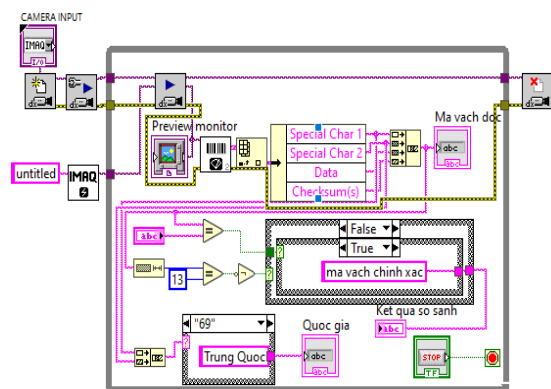 CAMERA INPUT
IMAQ
I/O
Preview monitor
Special Char 1
Special Char 2
Data
Checksum(s)
Ma vach doc
abc
abc
untitled
IMAQ
False
True
abc
13
ma vach chinh xac
Ket qua so sanh
abc
"69"
Quoc gia
Trung Quoc
abc
abc
STOP
TF